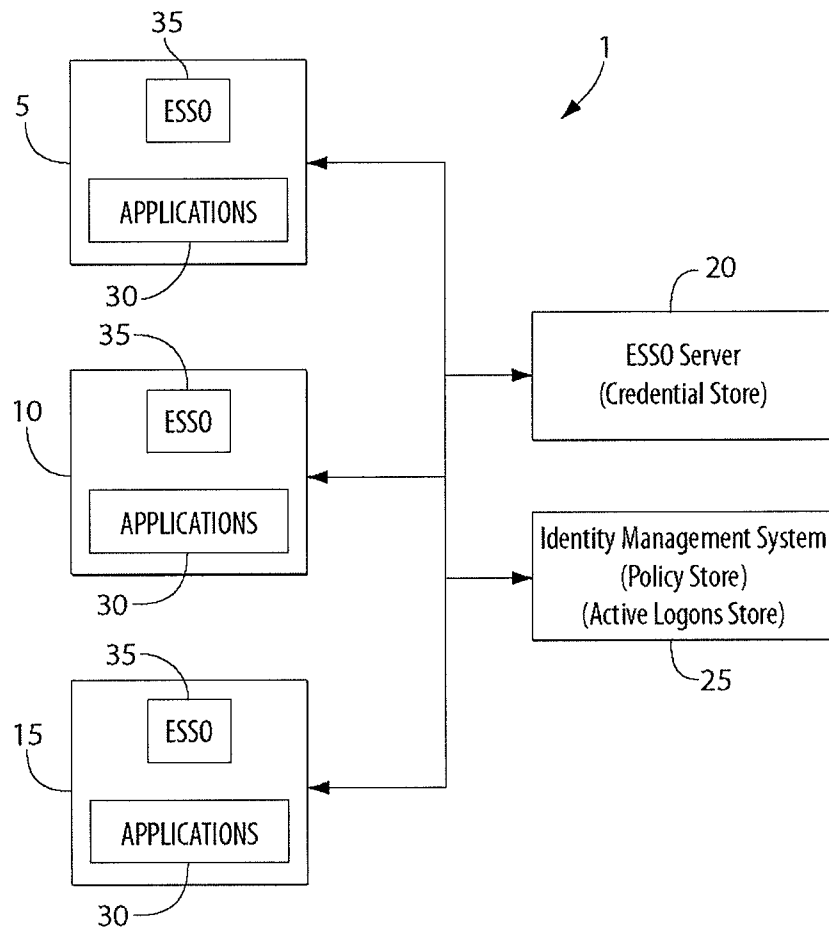 35
1
ESSO
5
APPLICATIONS
30
20
35
ESSO Server
(Credential Store)
ESSO
10
APPLICATIONS
Identity Management System
(Policy Store)
(Active Logons Store)
30
25
35
ESSO
15
APPLICATIONS
30